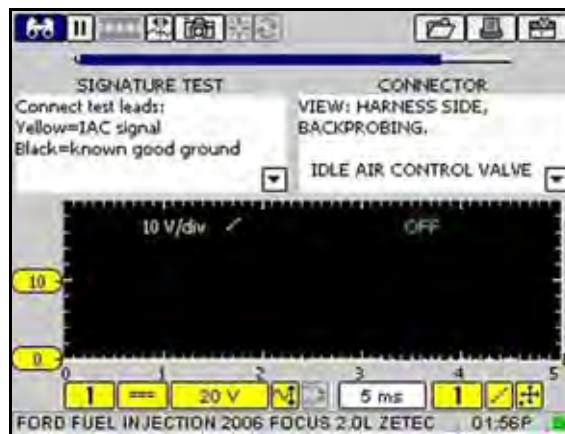 SIGNATURE TEST
Connect test leads:
Yellow=IAC signal
Black=known good ground
CONNECTOR
VIEW: HARNESS SIDE,
BACKPROBING.
IDLE AIR CONTROL VALVE
10 V/div
OFF
10
0
0 1 2 3 4 5
1 20 V 5 ms 1
FORD FUEL INJECTION 2006 FOCUS 2.0L ZETEC 01:56P